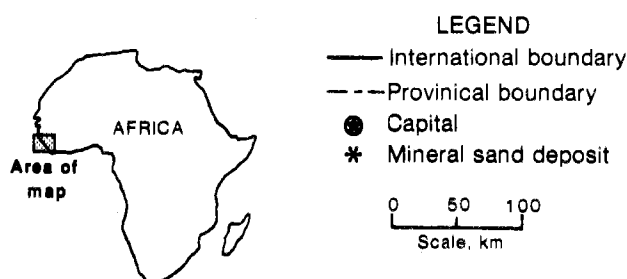 LEGEND
International boundary
Provinical boundary
Capital
Mineral sand deposit
AFRICA
Area of
map
0 50 100
Scale, km